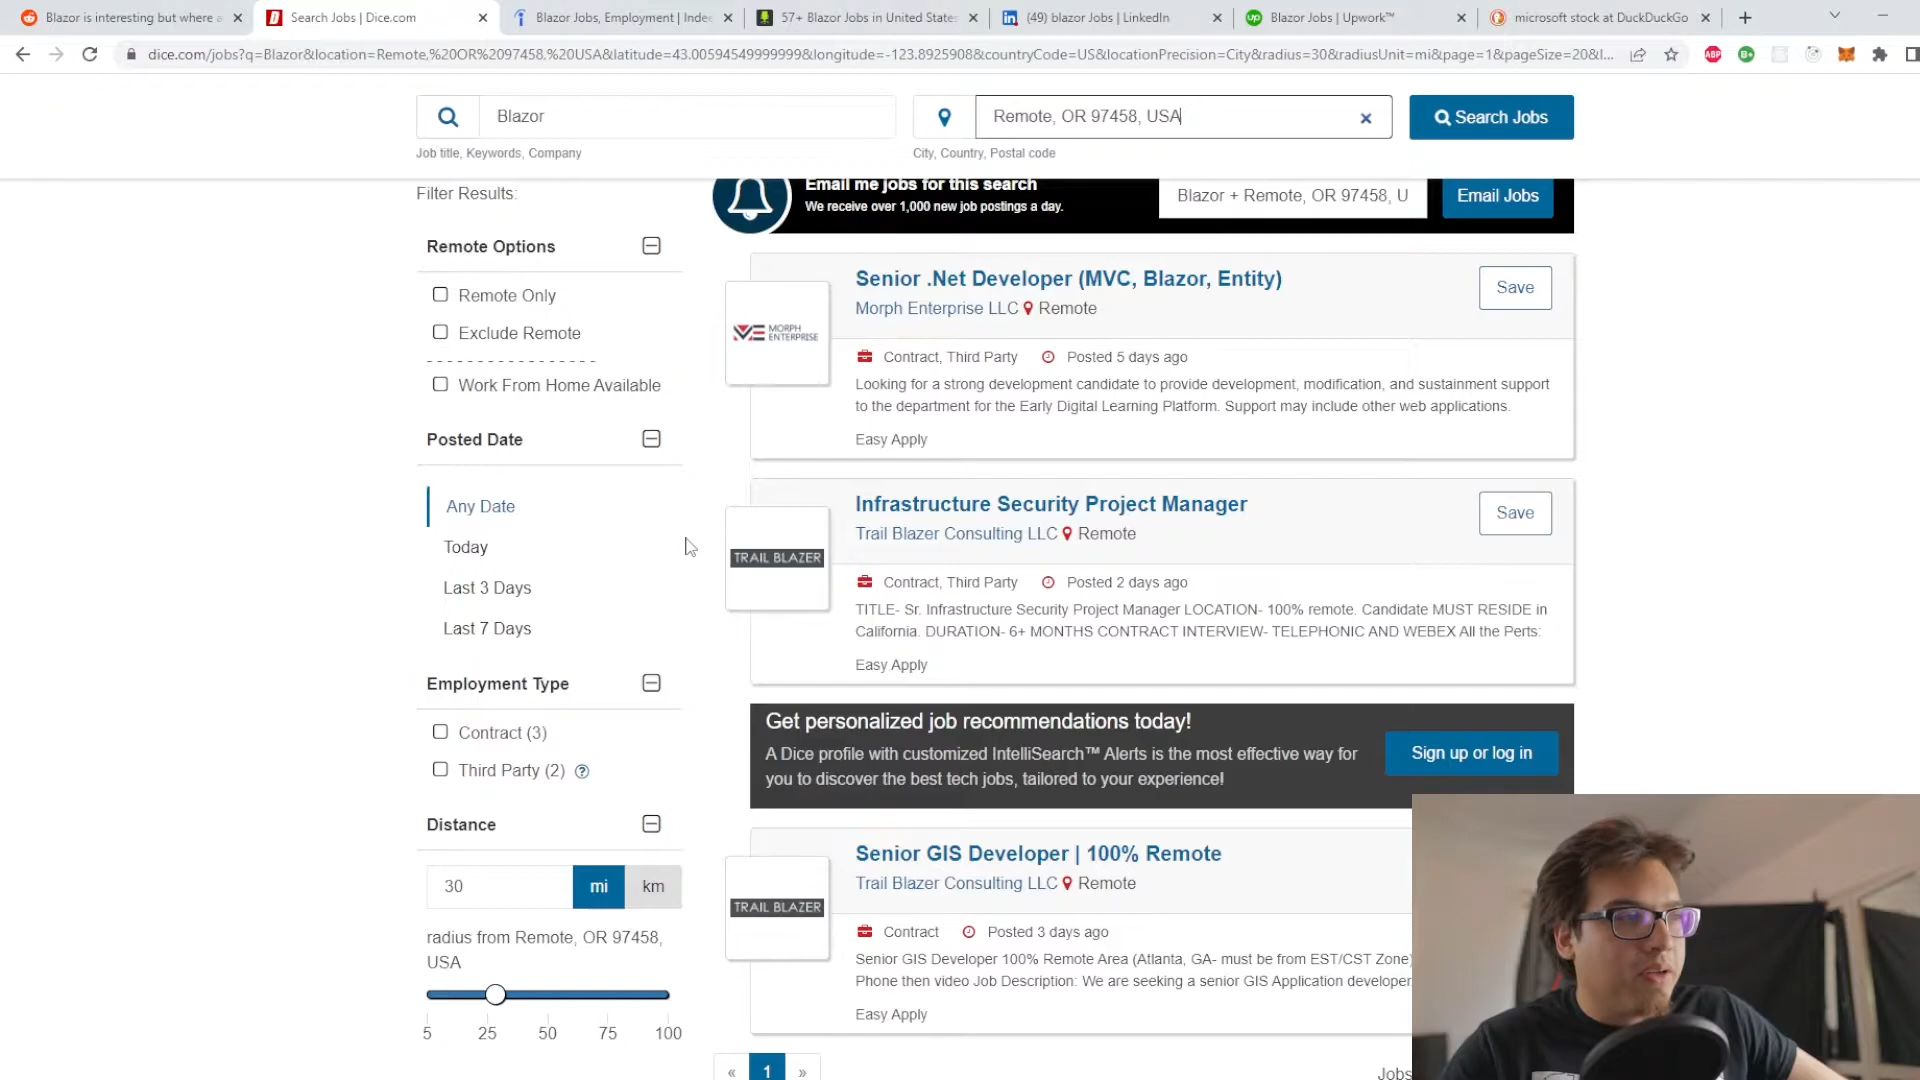 Blazor is interesting but where a
Search Jobs | Dice.com
Blazor Jobs, Employment | Indee
57+ Blazor Jobs in United States
(49) blazor Jobs | LinkedIn
Blazor Jobs | Upwork™
microsoft stock at DuckDuckGo
dice.com/jobs?q=Blazor&location=Remote,%20OR%2097458,%20USA&latitude=43.00594549999999&longitude=-123.8925908&countryCode=US&locationPrecision=City&radius=30&radiusUnit=mi&page=1&pageSize=20&l...
Blazor
Remote, OR 97458, USA
Search Jobs
Job title, Keywords, Company
City, Country, Postal code
Filter Results:
Email me jobs for this search
We receive over 1,000 new job postings a day.
Blazor + Remote, OR 97458, U
Email Jobs
Remote Options
Remote Only
Exclude Remote
Work From Home Available
Posted Date
Any Date
Today
Last 3 Days
Last 7 Days
Employment Type
Contract (3)
Third Party (2)
Distance
30
mi
km
radius from Remote, OR 97458,
USA
5 25 50 75 100
MORPH
ENTERPRISE
Senior .Net Developer (MVC, Blazor, Entity)
Save
Morph Enterprise LLC Remote
Contract, Third Party Posted 5 days ago
Looking for a strong development candidate to provide development, modification, and sustainment support
to the department for the Early Digital Learning Platform. Support may include other web applications.
Easy Apply
TRAIL BLAZER
Infrastructure Security Project Manager
Save
Trail Blazer Consulting LLC Remote
Contract, Third Party Posted 2 days ago
TITLE- Sr. Infrastructure Security Project Manager LOCATION- 100% remote. Candidate MUST RESIDE in
California. DURATION- 6+ MONTHS CONTRACT INTERVIEW- TELEPHONIC AND WEBEX All the Perts:
Easy Apply
Get personalized job recommendations today!
A Dice profile with customized IntelliSearch™ Alerts is the most effective way for
you to discover the best tech jobs, tailored to your experience!
Sign up or log in
TRAIL BLAZER
Senior GIS Developer | 100% Remote
Trail Blazer Consulting LLC Remote
Contract Posted 3 days ago
Senior GIS Developer 100% Remote Area (Atlanta, GA- must be from EST/CST Zone)
Phone then video Job Description: We are seeking a senior GIS Application developer
Easy Apply
« 1 »
Jobs